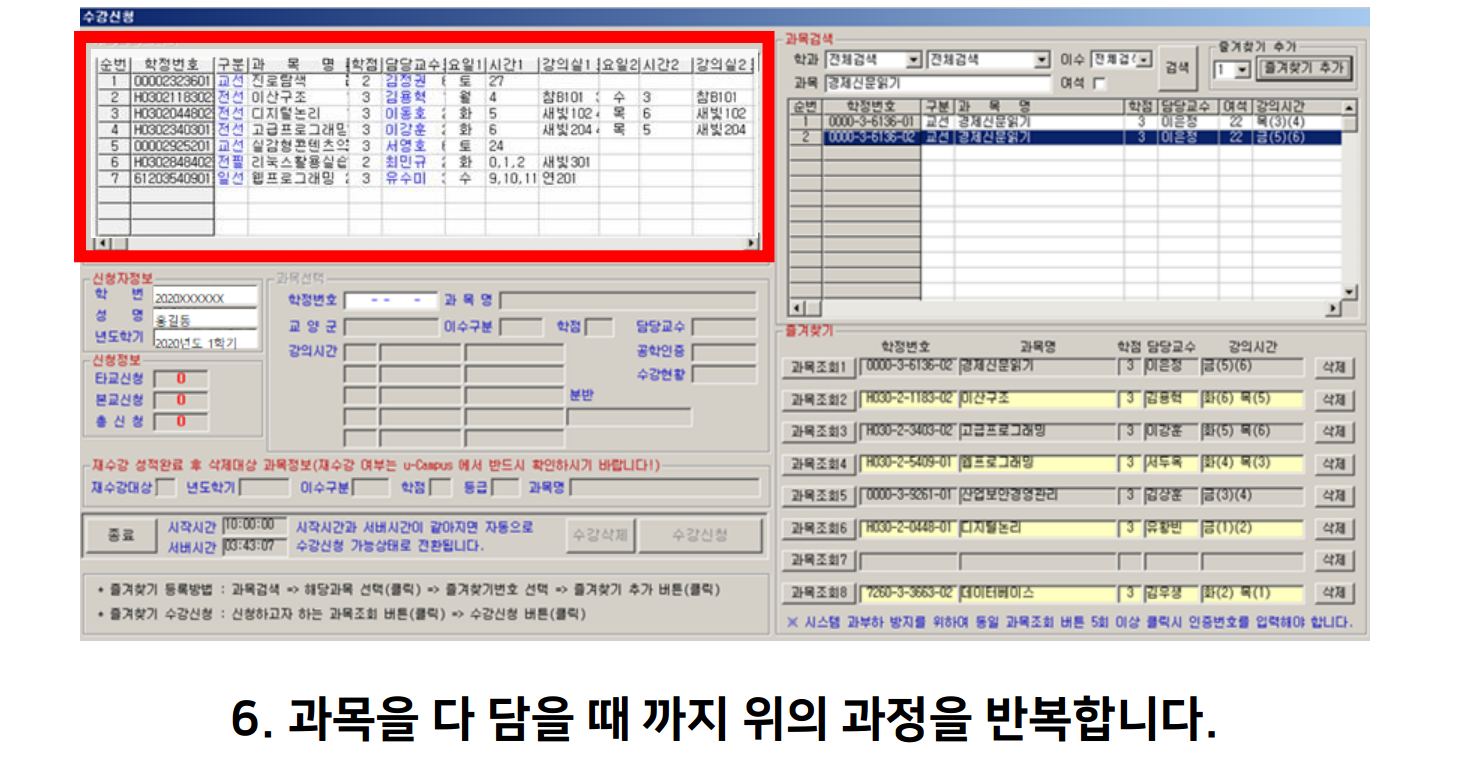 수강신청
순번 학정번호 구분 과 목 명 학점 담당교수 요일1 시간1 강의실1 요일2 시간2 강의실2
1 00002323601 교선 진로탐색 2 김정권 토 27
2 H0302118302 전선 이산구조 3 김용혁 월 4 참B101 수 3 참B101
3 H0302044802 전선 디지털논리 3 이동호 화 5 새빛102 목 6 새빛102
4 H0302340301 전선 고급프로그래밍 3 이강훈 화 6 새빛204 목 5 새빛204
5 00002925201 교선 실감형콘텐츠의 3 서영호 토 24
6 H0302848402 전필 리눅스활용실습 2 최민규 화 0,1,2 새빛301
7 61203540901 일선 웹프로그래밍 3 유수미 수 9,10,11 연201
과목검색
학과 전체검색 전체검색 이수 전체검
과목 경제신문읽기 여석
검색
즐겨찾기 추가
1 즐겨찾기 추가
순번 학정번호 구분 과 목 명 학점 담당교수 여석 강의시간
1 0000-3-6136-01 교선 경제신문읽기 3 이은정 22 목(3)(4)
2 0000-3-6136-02 교선 경제신문읽기 3 이은정 22 금(5)(6)
신청자정보
학 번 2020XXXXXX
성 명 홍길동
년도학기 2020년도 1학기
신청정보
타교신청 0
본교신청 0
총 신 청 0
과목선택
학정번호 - - - 과 목 명
교 양 군 이수구분 학점 담당교수
강의시간 공학인증
수강현황
분반
재수강 성적완료 후 삭제대상 과목정보(재수강 여부는 u-Campus 에서 반드시 확인하시기 바랍니다!)
재수강대상 년도학기 이수구분 학점 등급 과목명
종료
시작시간 10:00:00 시작시간과 서버시간이 같아지면 자동으로
서버시간 03:43:07 수강신청 가능상태로 전환됩니다.
수강삭제 수강신청
* 즐겨찾기 등록방법 : 과목검색 => 해당과목 선택(클릭) => 즐겨찾기번호 선택 => 즐겨찾기 추가 버튼(클릭)
* 즐겨찾기 수강신청 : 신청하고자 하는 과목조회 버튼(클릭) => 수강신청 버튼(클릭)
즐겨찾기
학정번호 과목명 학점 담당교수 강의시간
과목조회1 0000-3-6136-02 경제신문읽기 3 이은정 금(5)(6) 삭제
과목조회2 H030-2-1183-02 이산구조 3 김용혁 화(6) 목(5) 삭제
과목조회3 H030-2-3403-02 고급프로그래밍 3 이강훈 화(5) 목(6) 삭제
과목조회4 H030-2-5409-01 웹프로그래밍 3 서두옥 화(4) 목(3) 삭제
과목조회5 0000-3-9261-01 산업보안경영관리 3 김상훈 금(3)(4) 삭제
과목조회6 H030-2-0448-01 디지털논리 3 유황빈 금(1)(2) 삭제
과목조회7 삭제
과목조회8 7260-3-3663-02 데이터베이스 3 김우생 화(2) 목(1) 삭제
※ 시스템 과부하 방지를 위하여 동일 과목조회 버튼 5회 이상 클릭시 인증번호를 입력해야 합니다.
6. 과목을 다 담을 때 까지 위의 과정을 반복합니다.